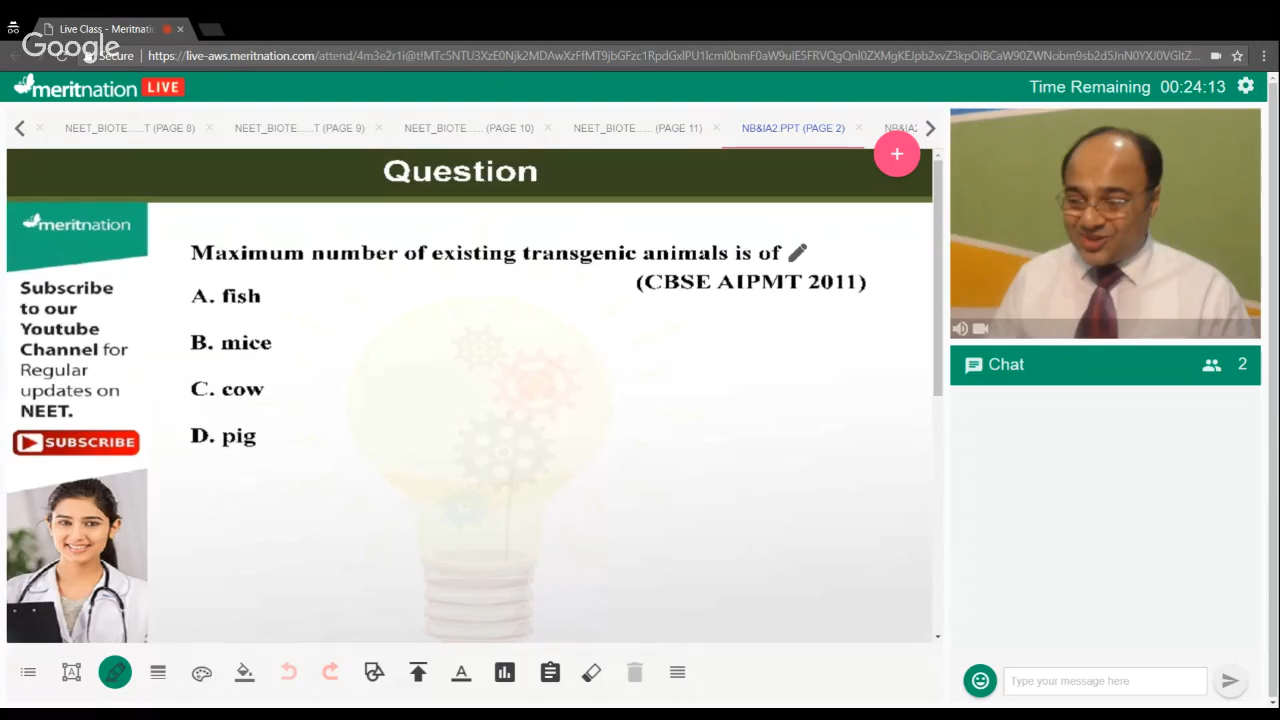 Live Class - Meritnatio
Google
Secure
https://live-aws.meritnation.com/attend/
meritnation LIVE
Time Remaining 00:24:13
NEET_BIOTE......T (PAGE 8)
NEET_BIOTE......T (PAGE 9)
NEET_BIOTE...... (PAGE 10)
NEET_BIOTE...... (PAGE 11)
NB&IA2.PPT (PAGE 2)
NB&IA2
Question
meritnation
Subscribe
to our
Youtube
Channel for
Regular
updates on
NEET.
SUBSCRIBE
Maximum number of existing transgenic animals is of
(CBSE AIPMT 2011)
A. fish
B. mice
C. cow
D. pig
Chat
2
Type your message here